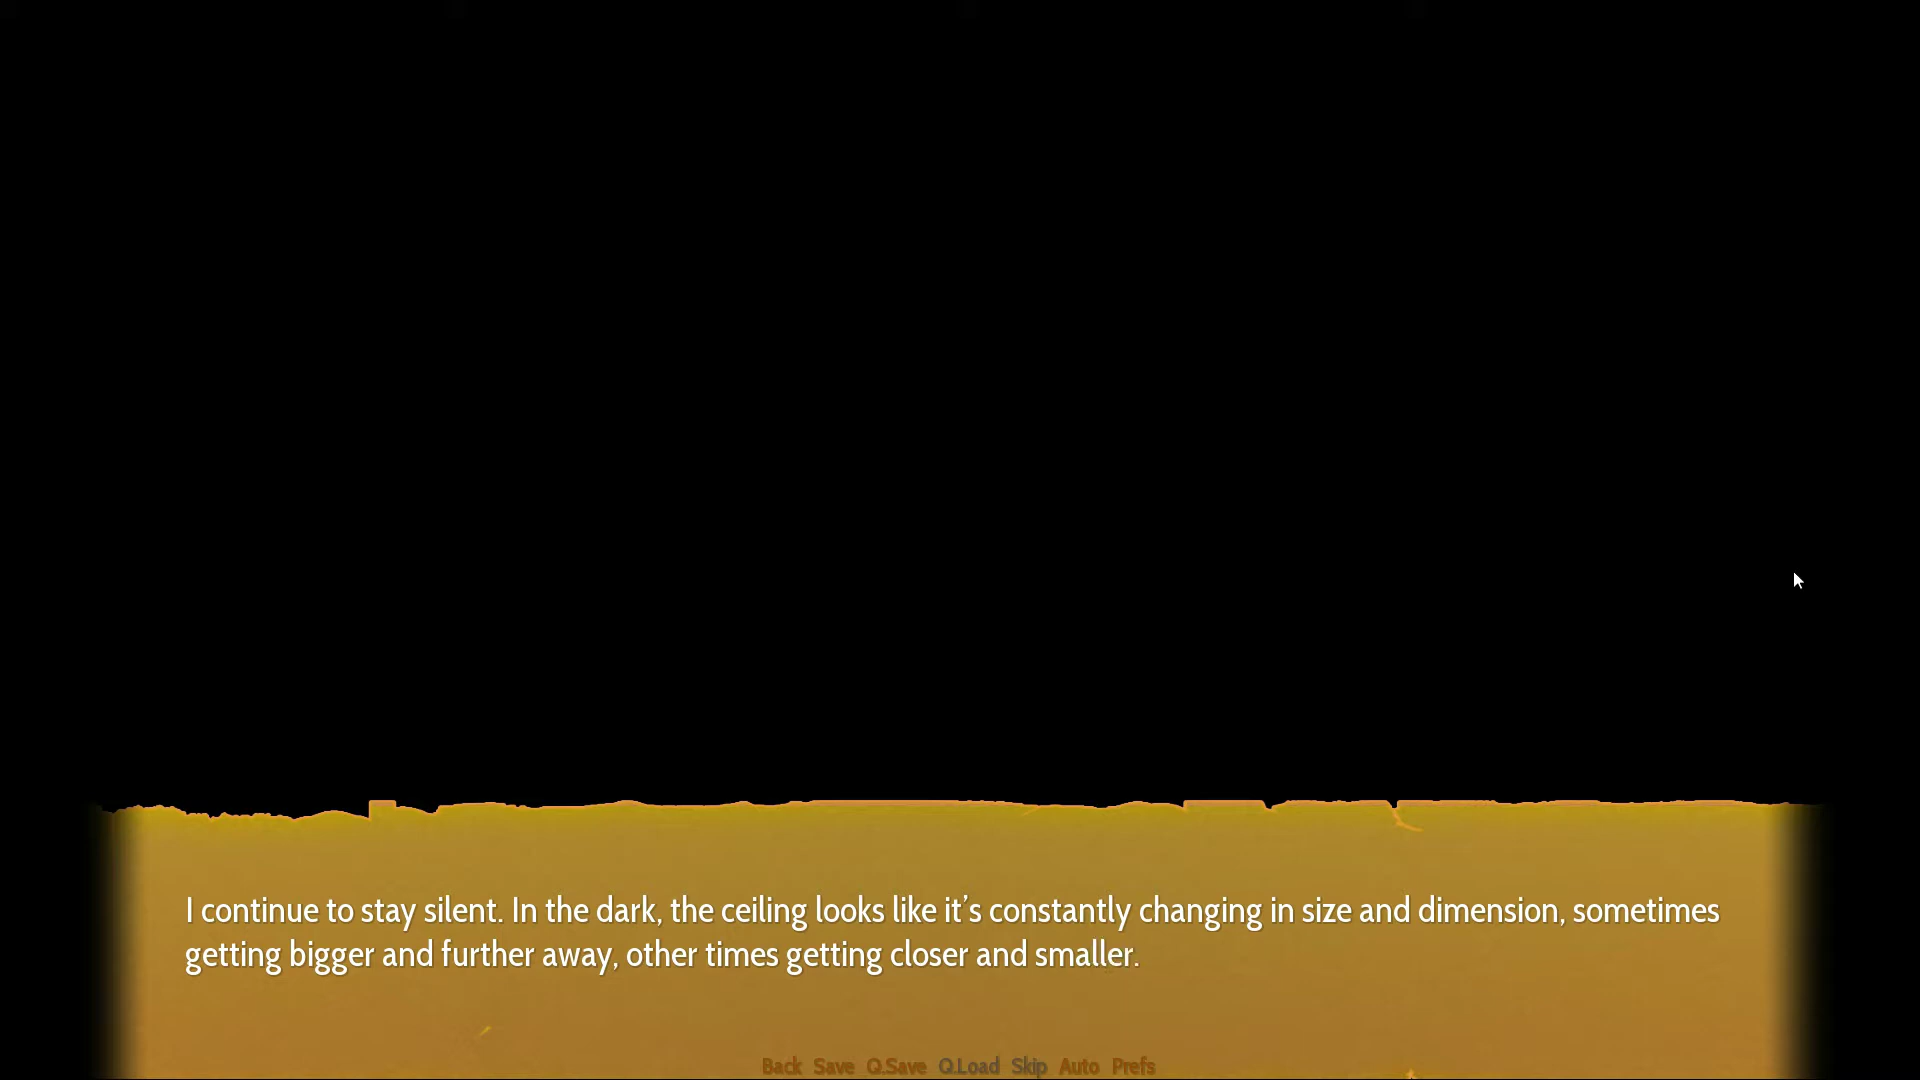 I continue to stay silent. In the dark, the ceiling looks like it’s constantly changing in size and dimension, sometimes
getting bigger and further away, other times getting closer and smaller.
Back Save Q.Save Q.Load Skip Auto Prefs